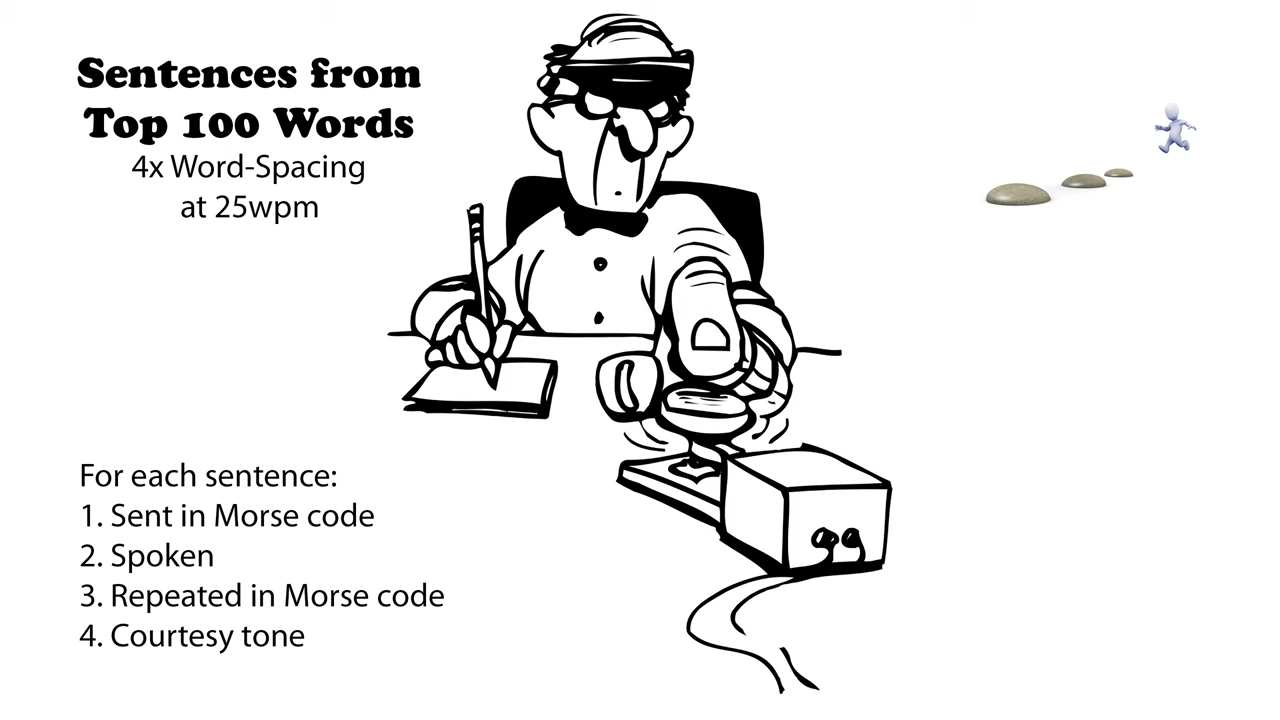 Sentences from
Top 100 Words
4x Word-Spacing
at 25wpm
For each sentence:
1. Sent in Morse code
2. Spoken
3. Repeated in Morse code
4. Courtesy tone